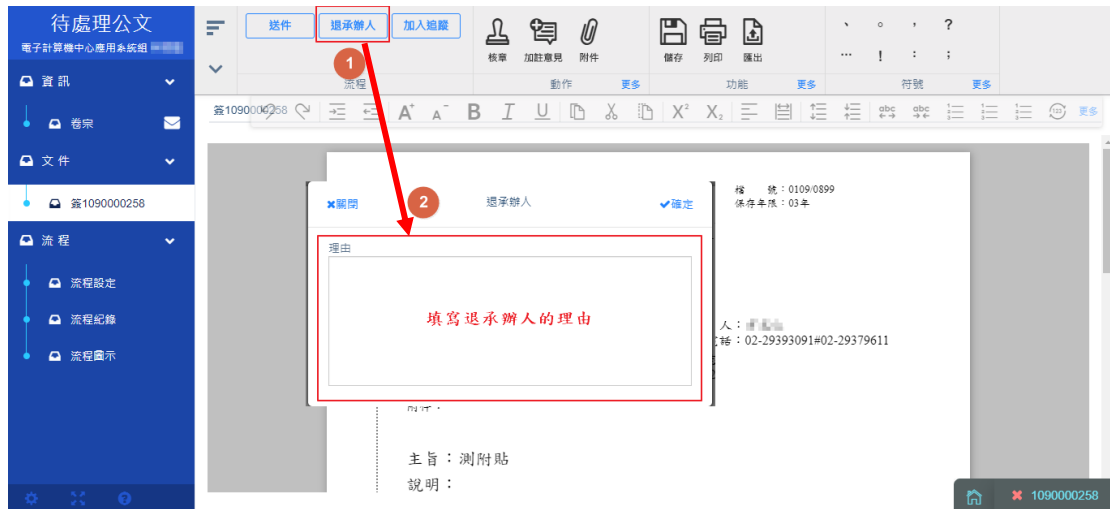 待處理公文
電子計算機中心應用系統組
資訊
卷宗
文件
簽1090000258
流程
流程設定
流程紀錄
流程圖示
送件
退承辦人
加入追蹤
流程
1
核章
加註意見
附件
動作
更多
儲存
列印
匯出
功能
更多
、 。 , ?
… ! : ;
符號
更多
簽1090000258
A+ A- B I U X² X₂ abc abc 123 更多
檔 號:0109/0899
保存年限:03年
關閉
2
退承辦人
確定
理由
填寫退承辦人的理由
人:
話:02-29393091#02-29379611
附件:
主旨:測附貼
說明:
1090000258